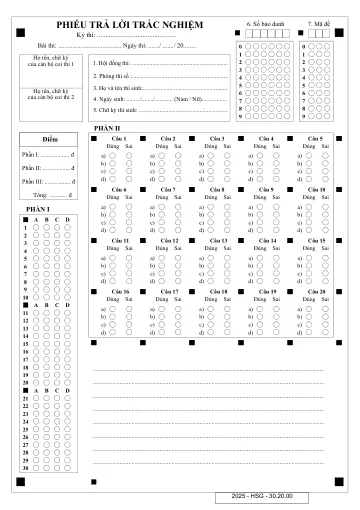 PHIẾU TRẢ LỜI TRẮC NGHIỆM
Kỳ thi: ................................................
Bài thi: ........................................ Ngày thi: ......./ ......./ 20........
6. Số báo danh
7. Mã đề
Họ tên, chữ ký
của cán bộ coi thi 1
Họ tên, chữ ký
của cán bộ coi thi 2
1. Hội đồng thi: ................................................
2. Phòng thi số: ................................................
3. Họ và tên thí sinh: ................................................
4. Ngày sinh: ......../......../............. (Nam / Nữ)................
5. Chữ ký thí sinh: ................................................
0 0
1 1
2 2
3 3
4 4
5 5
6 6
7 7
8 8
9 9
Điểm
Phần I: .................. đ
Phần II: .................. đ
Phần III: .................. đ
Tổng: ............ đ
PHẦN I
A B C D
1
2
3
4
5
6
7
8
9
10
A B C D
11
12
13
14
15
16
17
18
19
20
A B C D
21
22
23
24
25
26
27
28
29
30
PHẦN II
Câu 1 Câu 2 Câu 3 Câu 4 Câu 5
Đúng Sai Đúng Sai Đúng Sai Đúng Sai Đúng Sai
a) a) a) a) a)
b) b) b) b) b)
c) c) c) c) c)
d) d) d) d) d)
Câu 6 Câu 7 Câu 8 Câu 9 Câu 10
Đúng Sai Đúng Sai Đúng Sai Đúng Sai Đúng Sai
a) a) a) a) a)
b) b) b) b) b)
c) c) c) c) c)
d) d) d) d) d)
Câu 11 Câu 12 Câu 13 Câu 14 Câu 15
Đúng Sai Đúng Sai Đúng Sai Đúng Sai Đúng Sai
a) a) a) a) a)
b) b) b) b) b)
c) c) c) c) c)
d) d) d) d) d)
Câu 16 Câu 17 Câu 18 Câu 19 Câu 20
Đúng Sai Đúng Sai Đúng Sai Đúng Sai Đúng Sai
a) a) a) a) a)
b) b) b) b) b)
c) c) c) c) c)
d) d) d) d) d)
2025 - HSG - 30.20.00